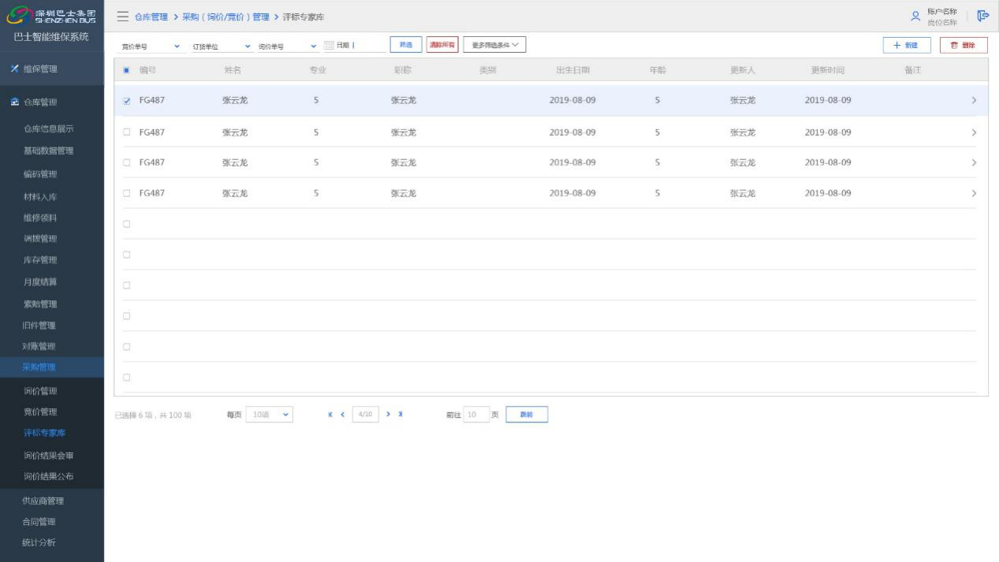 深圳巴士集团
SHENZHEN BUS
巴士智能维保系统
维保管理
仓库管理
仓库信息展示
基础数据管理
编码管理
材料入库
维修领料
调拨管理
库存管理
月度结算
索赔管理
旧件管理
对账管理
采购管理
询价管理
竞价管理
评标专家库
询价结果会审
询价结果公布
供应商管理
合同管理
统计分析
仓库管理 > 采购（询价/竞价）管理 > 评标专家库
账户名称
岗位名称
竞价单号 订货单位 询价单号 日期 筛选 清除所有 更多筛选条件 新建 删除
编号 姓名 专业 职称 类别 出生日期 年龄 更新人 更新时间 备注
FG487 张云龙 5 张云龙 2019-08-09 5 张云龙 2019-08-09
FG487 张云龙 5 张云龙 2019-08-09 5 张云龙 2019-08-09
FG487 张云龙 5 张云龙 2019-08-09 5 张云龙 2019-08-09
FG487 张云龙 5 张云龙 2019-08-09 5 张云龙 2019-08-09
已选择 6 项，共 100 项 每页 10项 4/10 前往 10 页 跳转